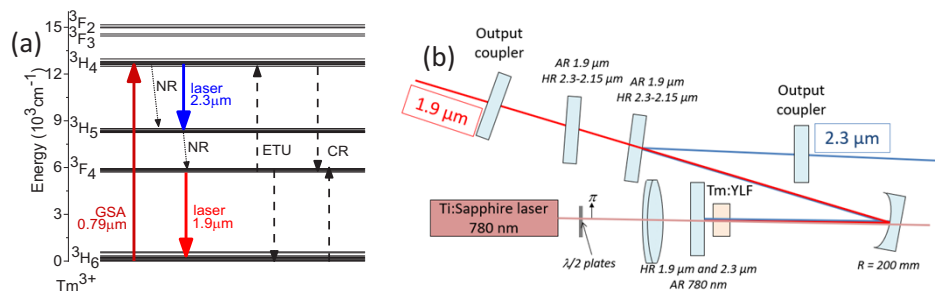 (a)
15
12
9
6
3
0
Energy (10³cm⁻¹)
³F₂
³F₃
³H₄
³H₅
³F₄
³H₆
Tm³⁺
NR
laser
2.3µm
NR
ETU
CR
GSA
0.79µm
laser
1.9µm
(b)
Output
coupler
AR 1.9 µm
HR 2.3-2.15 µm
AR 1.9 µm
HR 2.3-2.15 µm
Output
coupler
1.9 µm
2.3 µm
Ti:Sapphire laser
780 nm
π
λ/2 plates
Tm:YLF
HR 1.9 µm and 2.3 µm
AR 780 nm
R = 200 mm